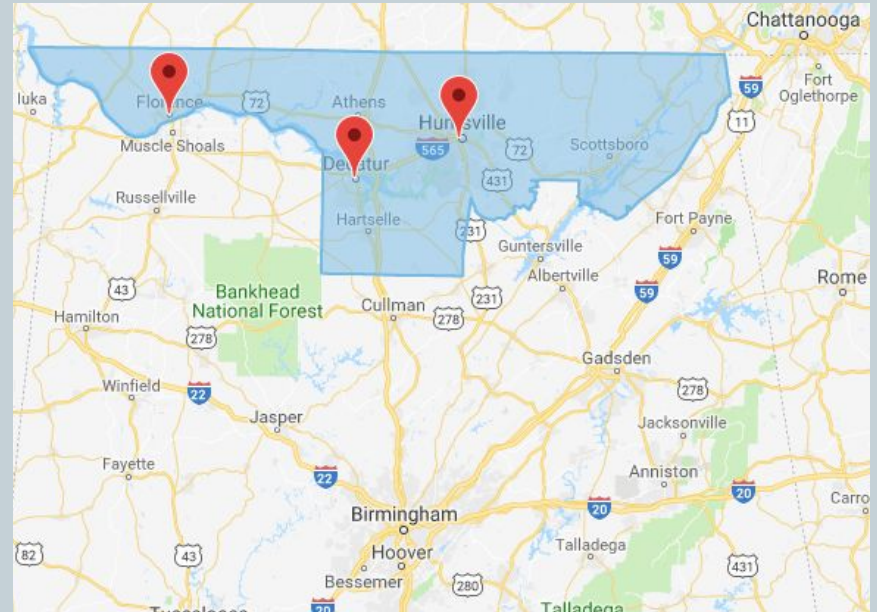 Chattanooga
59
Fort
Oglethorpe
Iuka
Florence
72
Athens
Huntsville
11
Muscle Shoals
565
72
Scottsboro
Decatur
431
Russellville
Hartselle
231
Fort Payne
Guntersville
59
Albertville
Rome
43
Bankhead
National Forest
59
231
Cullman
278
Hamilton
278
Gadsden
Winfield
22
278
Jasper
Jacksonville
Fayette
22
Anniston
20
Carro
Birmingham
20
82
43
Hoover
Talladega
431
Bessemer
280
20
Tuscaloosa
Talladega